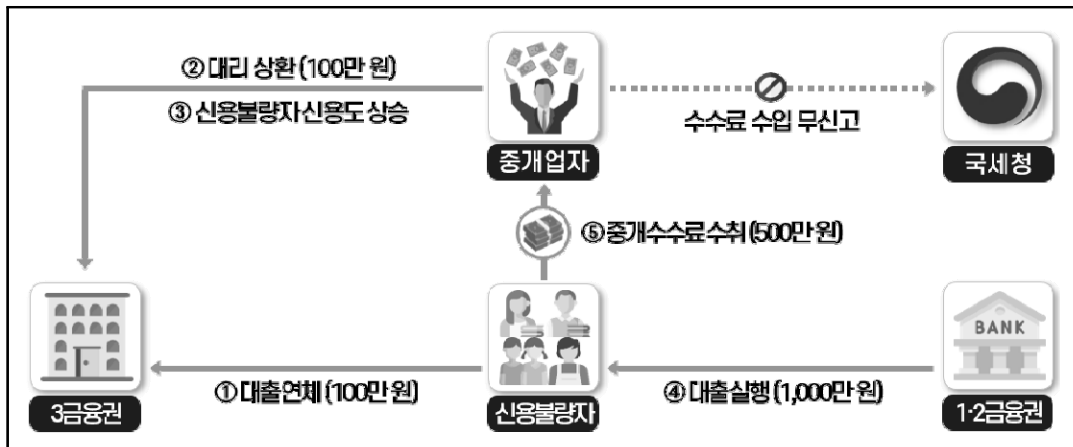 ② 대리 상환 (100만 원)
③ 신용불량자 신용도 상승
중개업자
수수료 수입 무신고
국세청
⑤ 중개수수료 수취 (500만 원)
BANK
① 대출연체 (100만 원)
④ 대출실행 (1,000만 원)
3금융권
신용불량자
1·2금융권